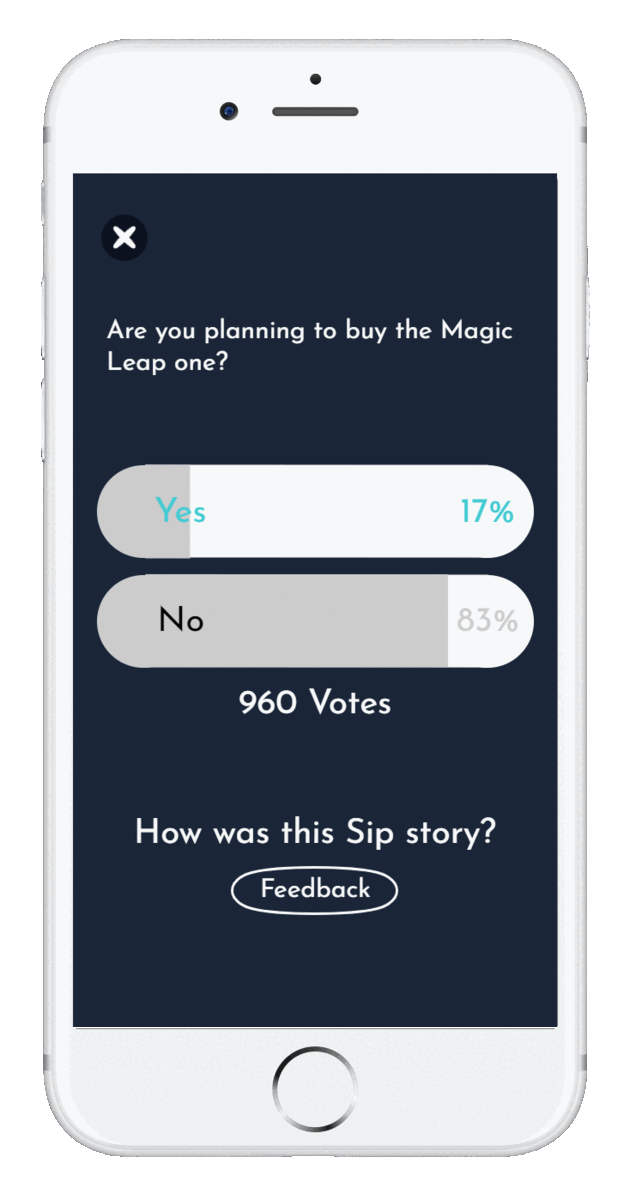 Are you planning to buy the Magic
Leap one?
Yes 17%
No 83%
960 Votes
How was this Sip story?
Feedback